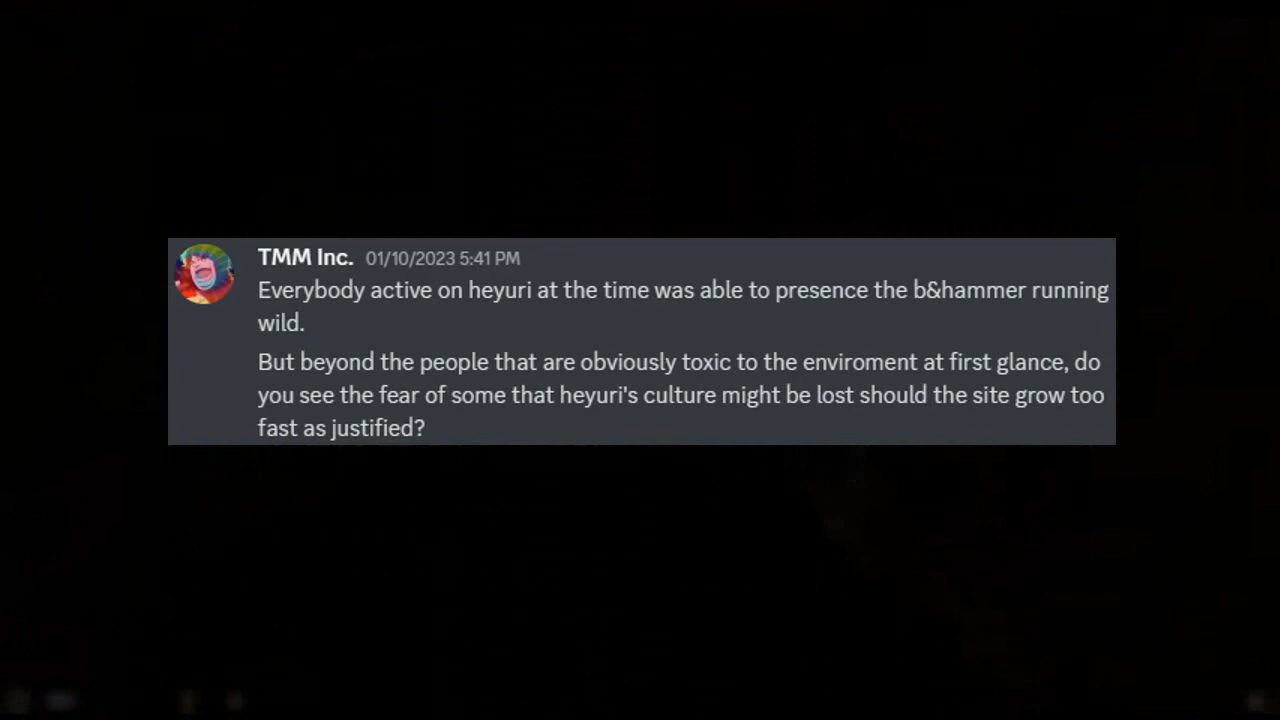 TMM Inc. 01/10/2023 5:41 PM
Everybody active on heyuri at the time was able to presence the b&hammer running
wild.
But beyond the people that are obviously toxic to the enviroment at first glance, do
you see the fear of some that heyuri's culture might be lost should the site grow too
fast as justified?